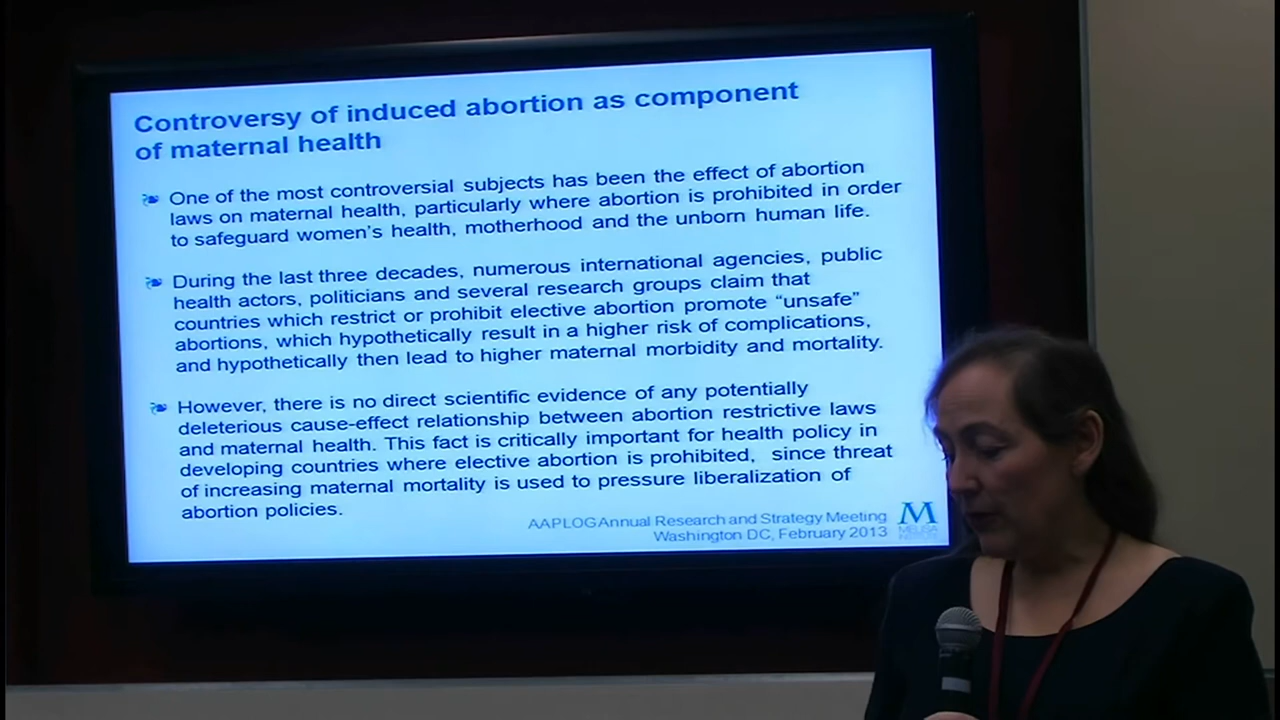 Controversy of induced abortion as component
of maternal health
One of the most controversial subjects has been the effect of abortion
laws on maternal health, particularly where abortion is prohibited in order
to safeguard women's health, motherhood and the unborn human life.
During the last three decades, numerous international agencies, public
health actors, politicians and several research groups claim that
countries which restrict or prohibit elective abortion promote "unsafe"
abortions, which hypothetically result in a higher risk of complications,
and hypothetically then lead to higher maternal morbidity and mortality.
However, there is no direct scientific evidence of any potentially
deleterious cause-effect relationship between abortion restrictive laws
and maternal health. This fact is critically important for health policy in
developing countries where elective abortion is prohibited, since threat
of increasing maternal mortality is used to pressure liberalization of
abortion policies.
AAPLOG Annual Research and Strategy Meeting
Washington DC, February 2013
M